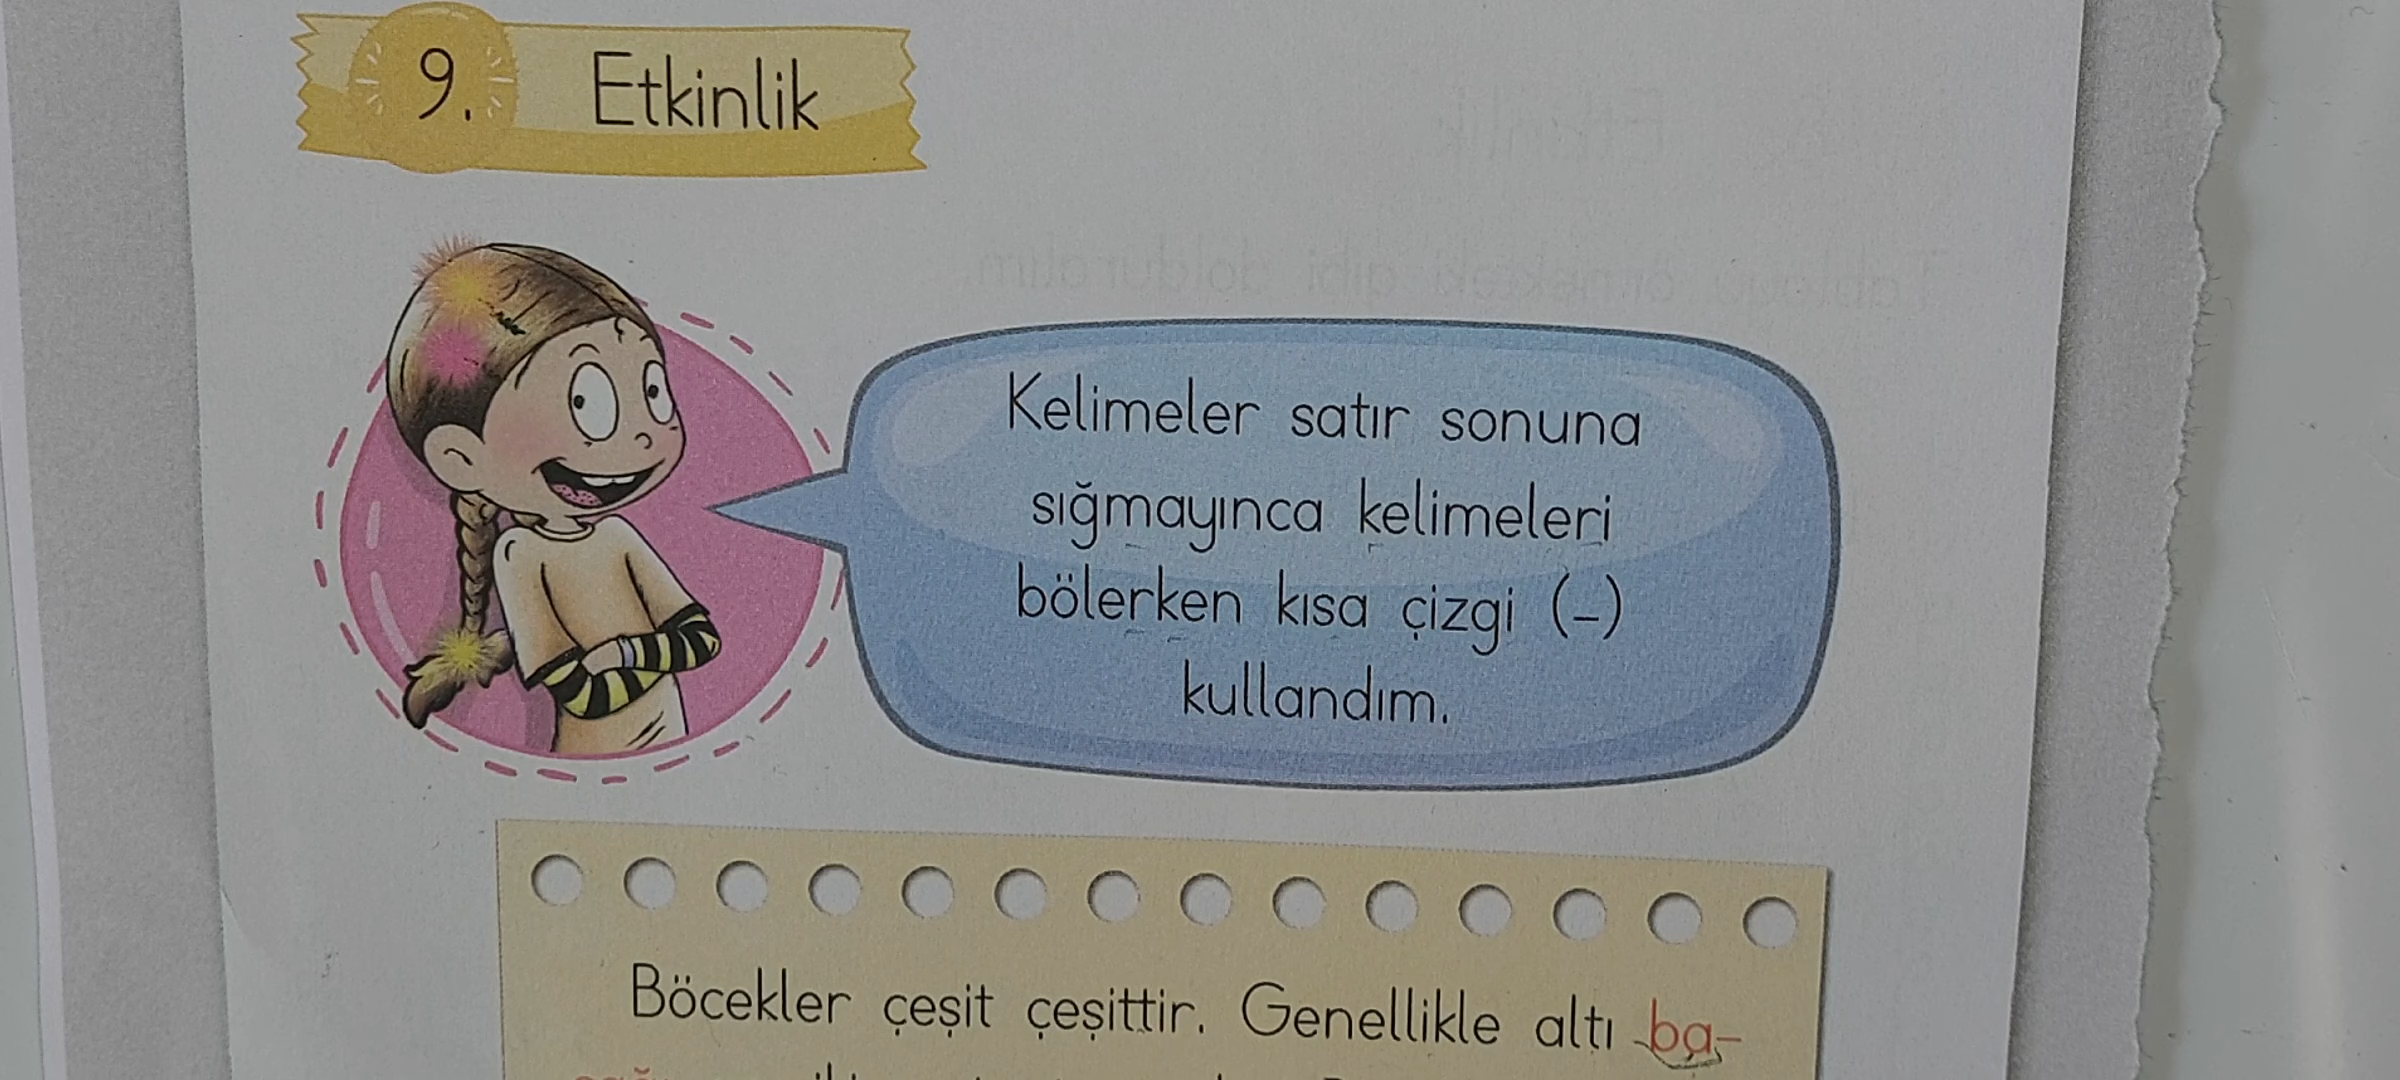 9. Etkinlik
Kelimeler satır sonuna
sığmayınca kelimeleri
bölerken kısa çizgi (-)
kullandım.
Böcekler çeşit çeşittir. Genellikle altı ba-